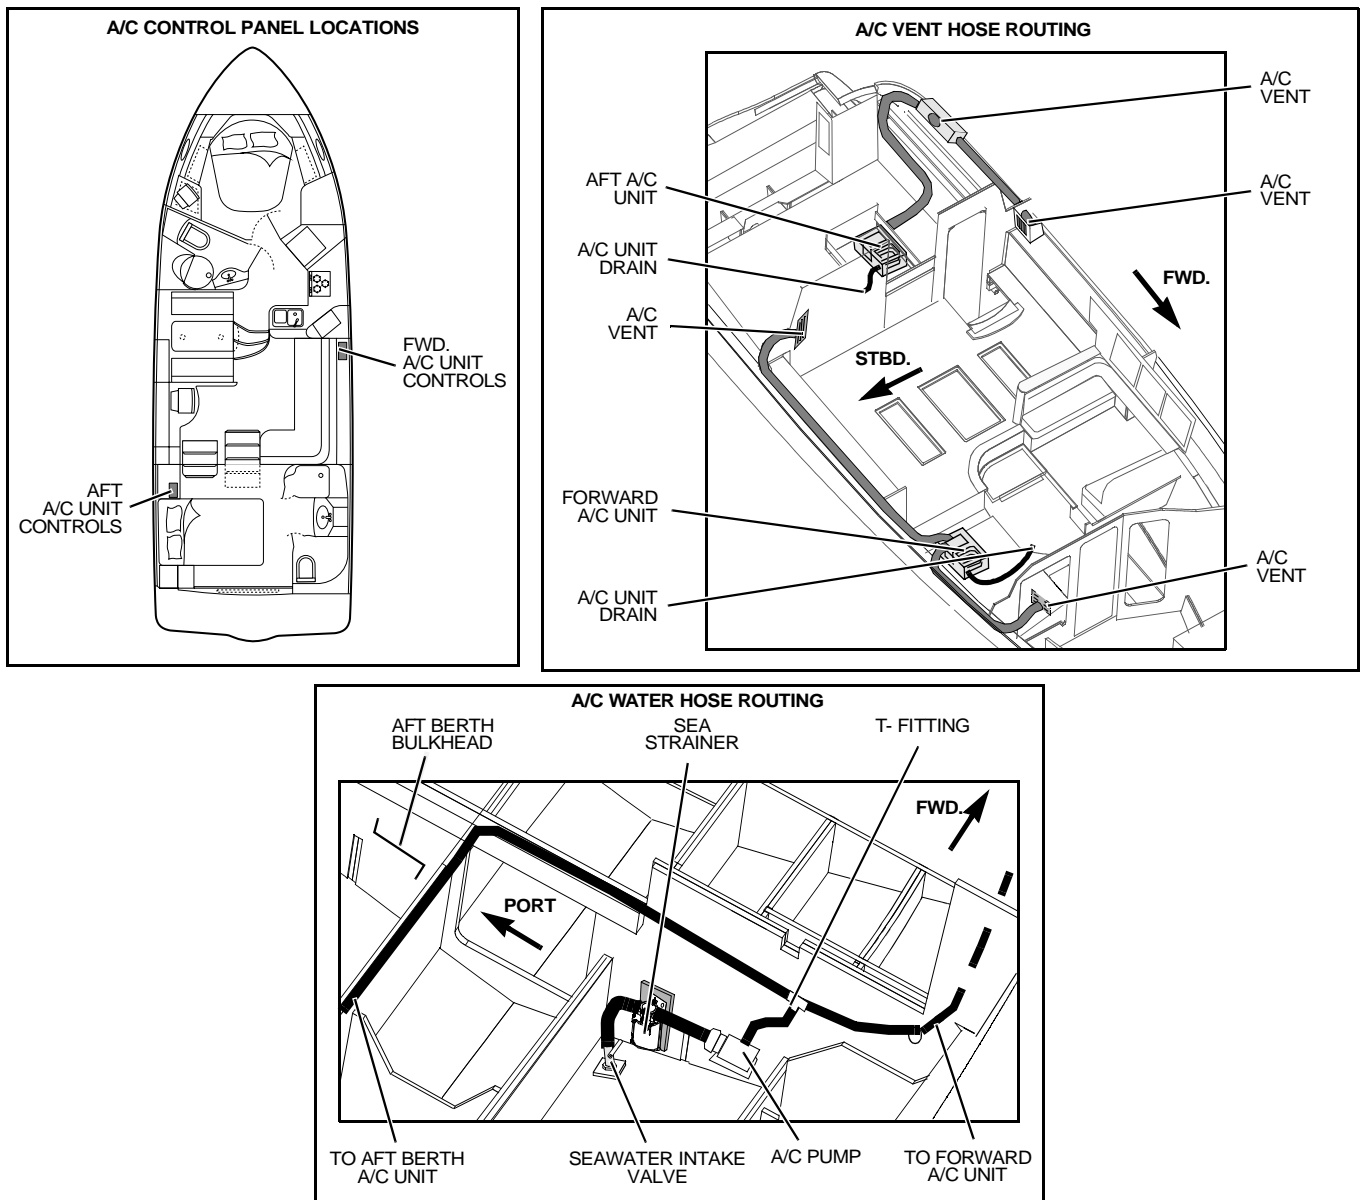 A/C CONTROL PANEL LOCATIONS
FWD.
A/C UNIT
CONTROLS
AFT
A/C UNIT
CONTROLS
A/C VENT HOSE ROUTING
A/C
VENT
AFT A/C
UNIT
A/C
VENT
A/C UNIT
DRAIN
FWD.
A/C
VENT
STBD.
FORWARD
A/C UNIT
A/C
VENT
A/C UNIT
DRAIN
A/C WATER HOSE ROUTING
AFT BERTH
BULKHEAD
SEA
STRAINER
T- FITTING
FWD.
PORT
TO AFT BERTH
A/C UNIT
SEAWATER INTAKE
VALVE
A/C PUMP
TO FORWARD
A/C UNIT